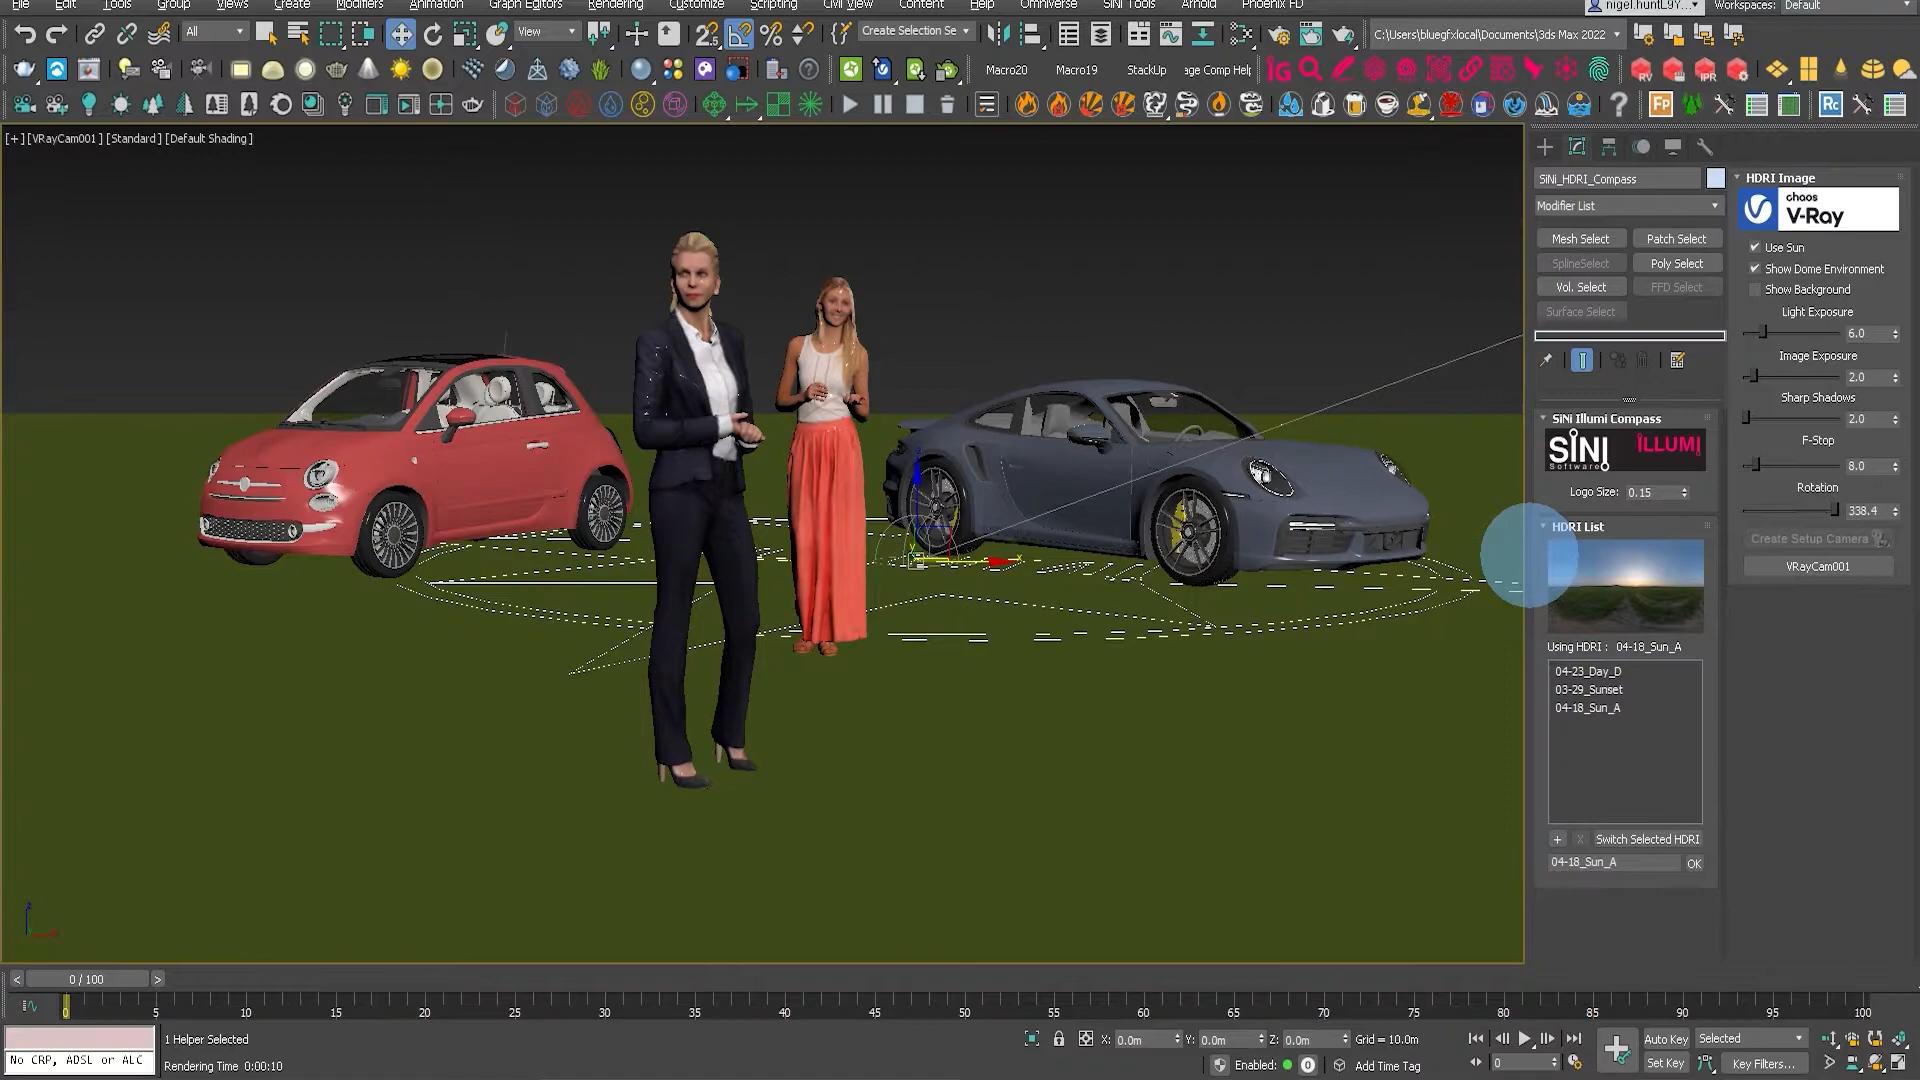 File Edit Tools Group Views Create Modifiers Animation Graph Editors Rendering Customize Scripting Civil View Content Help Omniverse SiNi Tools Arnold Phoenix FD nigel.huntL9Y... Workspaces: Default
All View Create Selection Se C:\Users\bluegfxlocal\Documents\3ds Max 2022
Macro20 Macro19 StackUp age Comp Help
[+] [VRayCam001 ] [Standard ] [Default Shading ]
SiNi_HDRI_Compass
Modifier List
Mesh Select Patch Select
SplineSelect Poly Select
Vol. Select FFD Select
Surface Select
SiNi Illumi Compass
SiNi Software ILLUMI
Logo Size: 0.15
HDRI List
Using HDRI : 04-18_Sun_A
04-23_Day_D
03-29_Sunset
04-18_Sun_A
+ X Switch Selected HDRI
04-18_Sun_A OK
HDRI Image
chaos
V-Ray
Use Sun
Show Dome Environment
Show Background
Light Exposure
6.0
Image Exposure
2.0
Sharp Shadows
2.0
F-Stop
8.0
Rotation
338.4
Create Setup Camera
VRayCam001
< 0 / 100 >
0 5 10 15 20 25 30 35 40 45 50 55 60 65 70 75 80 85 90 95 100
No CRP, ADSL or ALC
1 Helper Selected
Rendering Time 0:00:10
X: 0.0m Y: 0.0m Z: 0.0m Grid = 10.0m
Enabled: 0 Add Time Tag
0
Auto Key Selected
Set Key Key Filters...